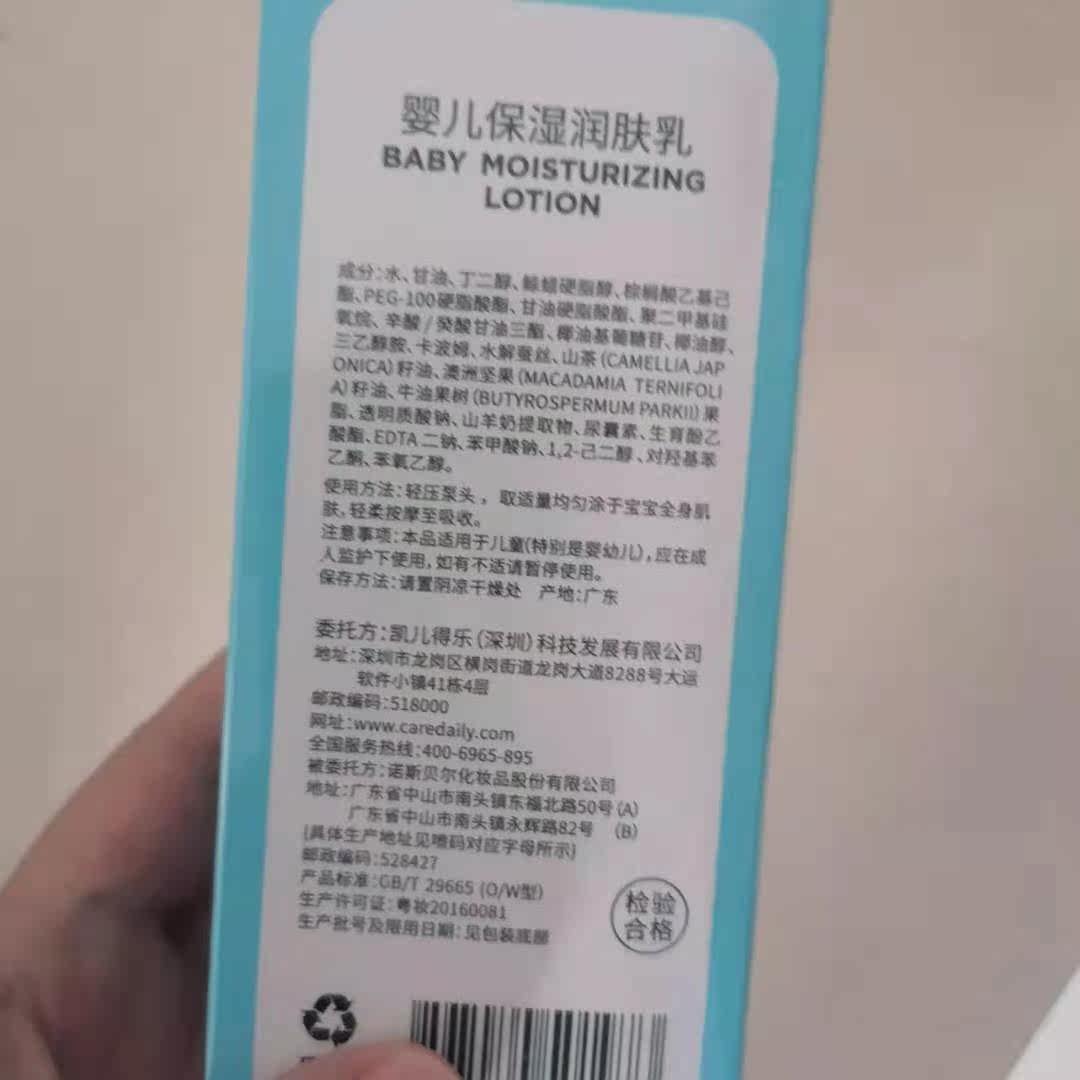 婴儿保湿润肤乳
BABY MOISTURIZING
LOTION
成分:水、甘油、丁二醇、鲸蜡硬脂醇、棕榈酸乙基己
酯、PEG-100硬脂酸酯、甘油硬脂酸酯、聚二甲基硅
氧烷、辛酸/癸酸甘油三酯、椰油基葡糖苷、椰油醇、
三乙醇胺、卡波姆、水解蚕丝、山茶(CAMELLIA JAP
ONICA)籽油、澳洲坚果(MACADAMIA TERNIFOLI
A)籽油、牛油果树(BUTYROSPERMUM PARKII)果
脂、透明质酸钠、山羊奶提取物、尿囊素、生育酚乙
酸酯、EDTA二钠、苯甲酸钠、1,2-己二醇、对羟基苯
乙酮、苯氧乙醇。
使用方法:轻压泵头，取适量均匀涂于宝宝全身肌
肤,轻柔按摩至吸收。
注意事项:本品适用于儿童(特别是婴幼儿),应在成
人监护下使用,如有不适请暂停使用。
保存方法:请置阴凉干燥处 产地:广东
委托方:凯儿得乐(深圳)科技发展有限公司
地址:深圳市龙岗区横岗街道龙岗大道8288号大运
软件小镇41栋4层
邮政编码:518000
网址:www.caredaily.com
全国服务热线:400-6965-895
被委托方:诺斯贝尔化妆品股份有限公司
地址:广东省中山市南头镇东福北路50号(A)
广东省中山市南头镇永辉路82号 (B)
(具体生产地址见喷码对应字母所示)
邮政编码:528427
产品标准:GB/T 29665 (O/W型)
生产许可证:粤妆20160081
生产批号及限用日期:见包装底部
检验
合格